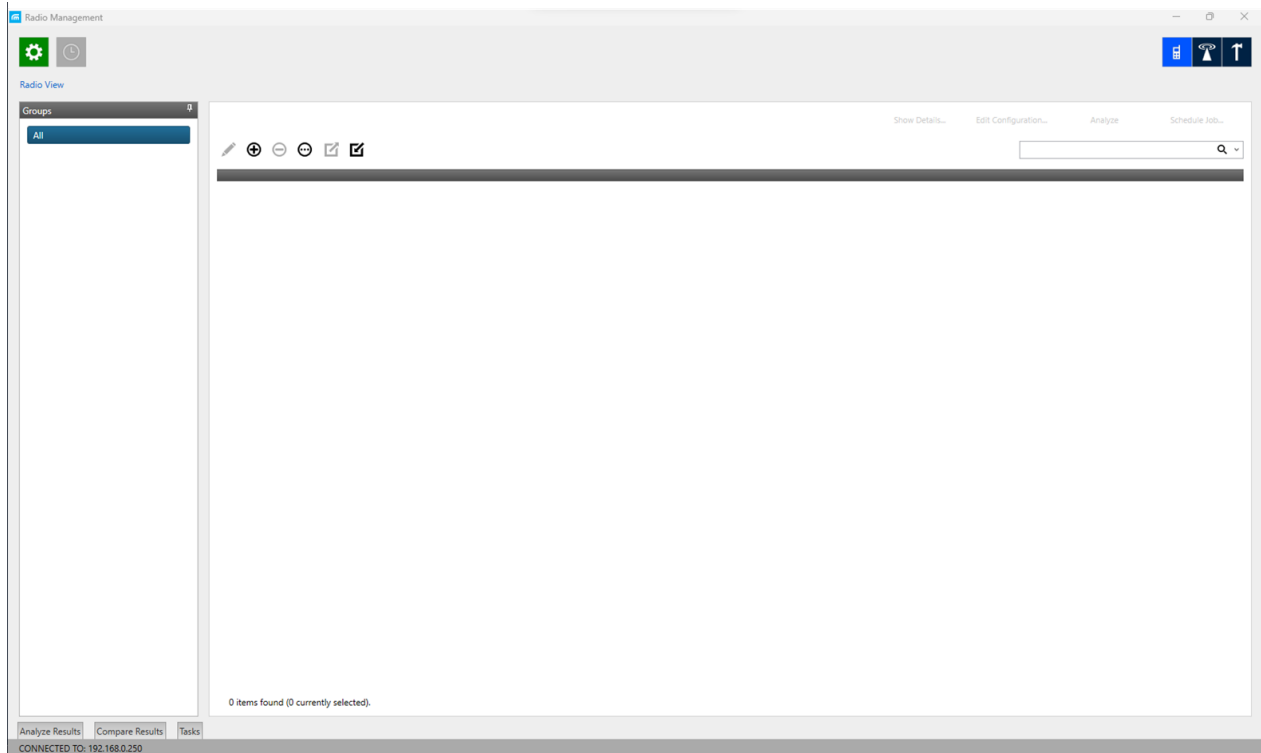 Radio Management
Radio View
Groups
All
Show Details... Edit Configuration... Analyze Schedule Job...
0 items found (0 currently selected).
Analyze Results Compare Results Tasks
CONNECTED TO: 192.168.0.250